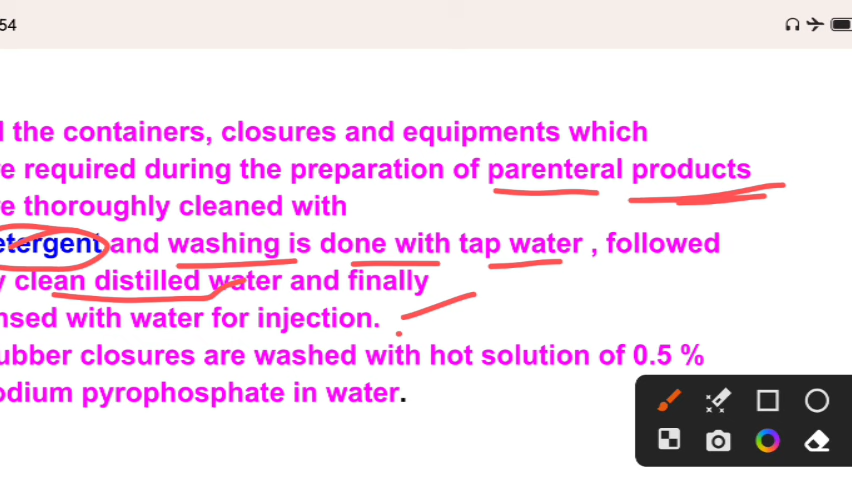 54
the containers, closures and equipments which
required during the preparation of parenteral products
thoroughly cleaned with
etergent and washing is done with tap water , followed
clean distilled water and finally
nsed with water for injection.
ubber closures are washed with hot solution of 0.5 %
odium pyrophosphate in water.